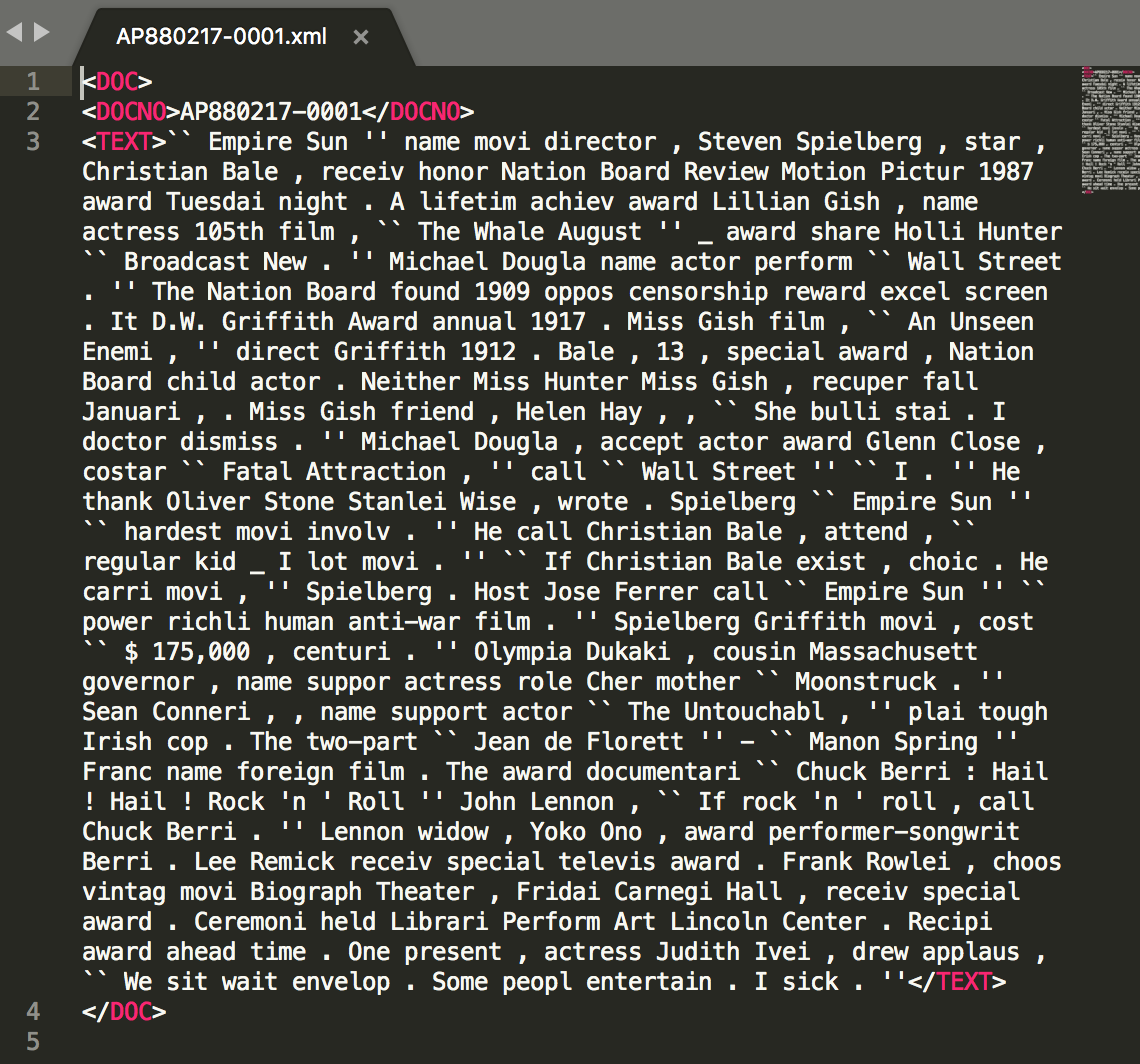 AP880217-0001.xml ×
1 <DOC>
2 <DOCNO>AP880217-0001</DOCNO>
3 <TEXT>`` Empire Sun '' name movi director , Steven Spielberg , star ,
Christian Bale , receiv honor Nation Board Review Motion Pictur 1987
award Tuesdai night . A lifetim achiev award Lillian Gish , name
actress 105th film , `` The Whale August '' _ award share Holli Hunter
`` Broadcast New . '' Michael Dougla name actor perform `` Wall Street
. '' The Nation Board found 1909 oppos censorship reward excel screen
. It D.W. Griffith Award annual 1917 . Miss Gish film , `` An Unseen
Enemi , '' direct Griffith 1912 . Bale , 13 , special award , Nation
Board child actor . Neither Miss Hunter Miss Gish , recuper fall
Januari , . Miss Gish friend , Helen Hay , , `` She bulli stai . I
doctor dismiss . '' Michael Dougla , accept actor award Glenn Close ,
costar `` Fatal Attraction , '' call `` Wall Street '' `` I . '' He
thank Oliver Stone Stanlei Wise , wrote . Spielberg `` Empire Sun ''
`` hardest movi involv . '' He call Christian Bale , attend , ``
regular kid _ I lot movi . '' `` If Christian Bale exist , choic . He
carri movi , '' Spielberg . Host Jose Ferrer call `` Empire Sun '' ``
power richli human anti-war film . '' Spielberg Griffith movi , cost
`` $ 175,000 , centuri . '' Olympia Dukaki , cousin Massachusett
governor , name suppor actress role Cher mother `` Moonstruck . ''
Sean Conneri , , name support actor `` The Untouchabl , '' plai tough
Irish cop . The two-part `` Jean de Florett '' - `` Manon Spring ''
Franc name foreign film . The award documentari `` Chuck Berri : Hail
! Hail ! Rock 'n ' Roll '' John Lennon , `` If rock 'n ' roll , call
Chuck Berri . '' Lennon widow , Yoko Ono , award performer-songwrit
Berri . Lee Remick receiv special televis award . Frank Rowlei , choos
vintag movi Biograph Theater , Fridai Carnegi Hall , receiv special
award . Ceremoni held Librari Perform Art Lincoln Center . Recipi
award ahead time . One present , actress Judith Ivei , drew applaus ,
`` We sit wait envelop . Some peopl entertain . I sick . ''</TEXT>
4 </DOC>
5